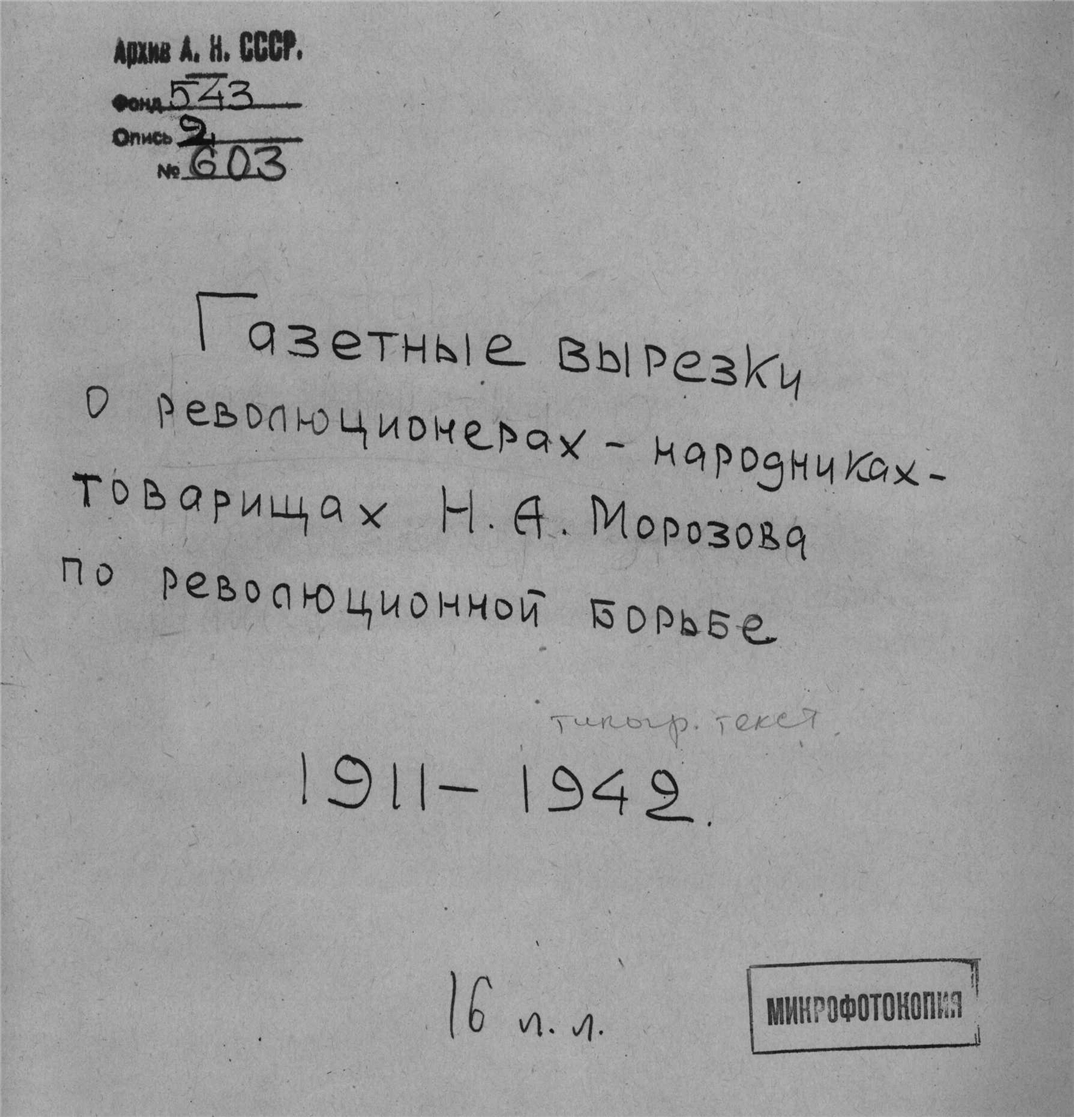 Архив А. Н. СССР.
Фонд 543
Опись 2
№ 603
Газетные вырезки
о революционерах - народниках-
товарищах Н. А. Морозова
по революционной борьбе
типогр. текст
1911 - 1942.
16 л. л.
МИКРОФОТОКОПИЯ